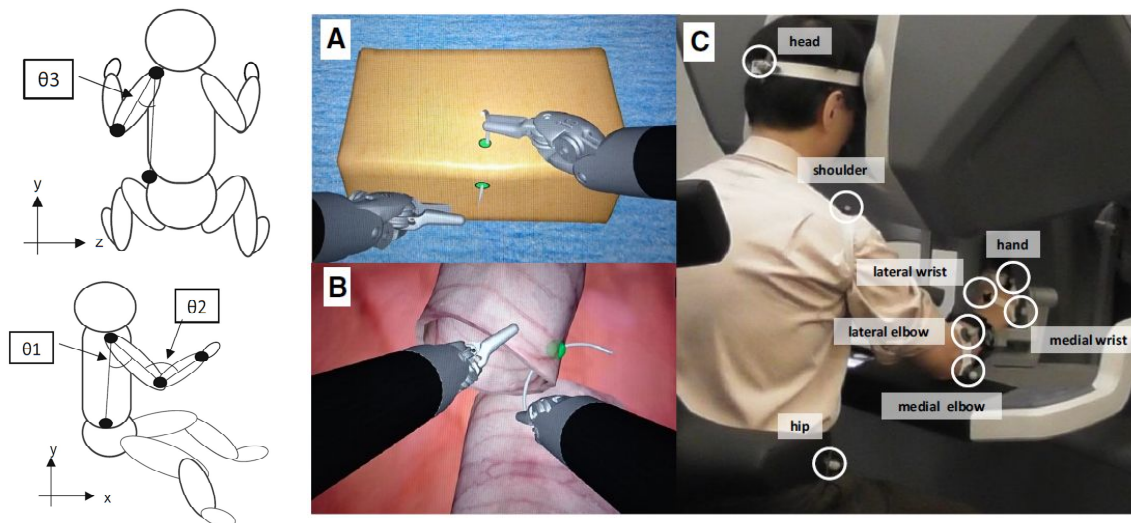 θ3
y
z
θ1
θ2
y
x
A
B
C
head
shoulder
hand
lateral wrist
lateral elbow
medial wrist
medial elbow
hip